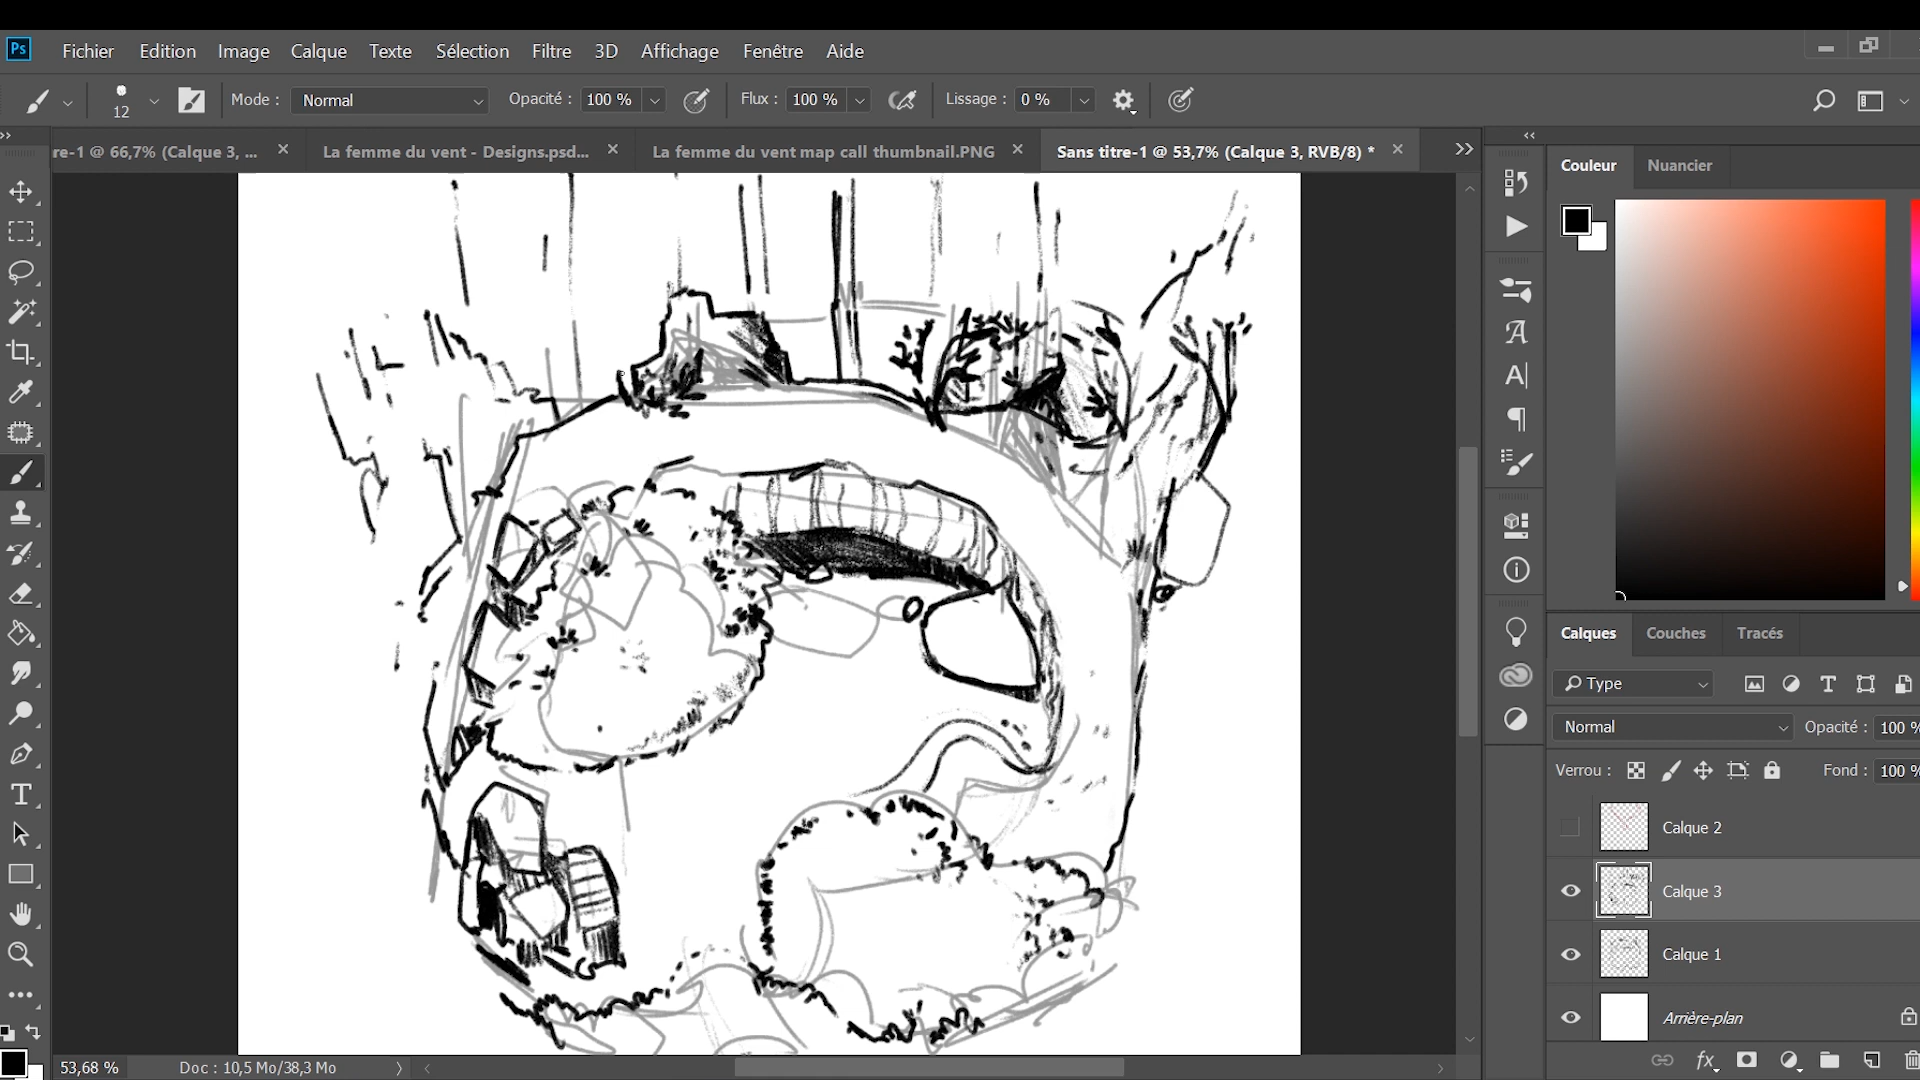 Ps Fichier Edition Image Calque Texte Sélection Filtre 3D Affichage Fenêtre Aide
12 Mode : Normal Opacité : 100 % Flux : 100 % Lissage : 0 %
re-1 @ 66,7% (Calque 3, ... La femme du vent - Designs.psd... La femme du vent map call thumbnail.PNG Sans titre-1 @ 53,7% (Calque 3, RVB/8) *
Couleur Nuancier
Calques Couches Tracés
Type
Normal Opacité : 100 %
Verrou : Fond : 100 %
Calque 2
Calque 3
Calque 1
Arrière-plan
53,68 % Doc : 10,5 Mo/38,3 Mo